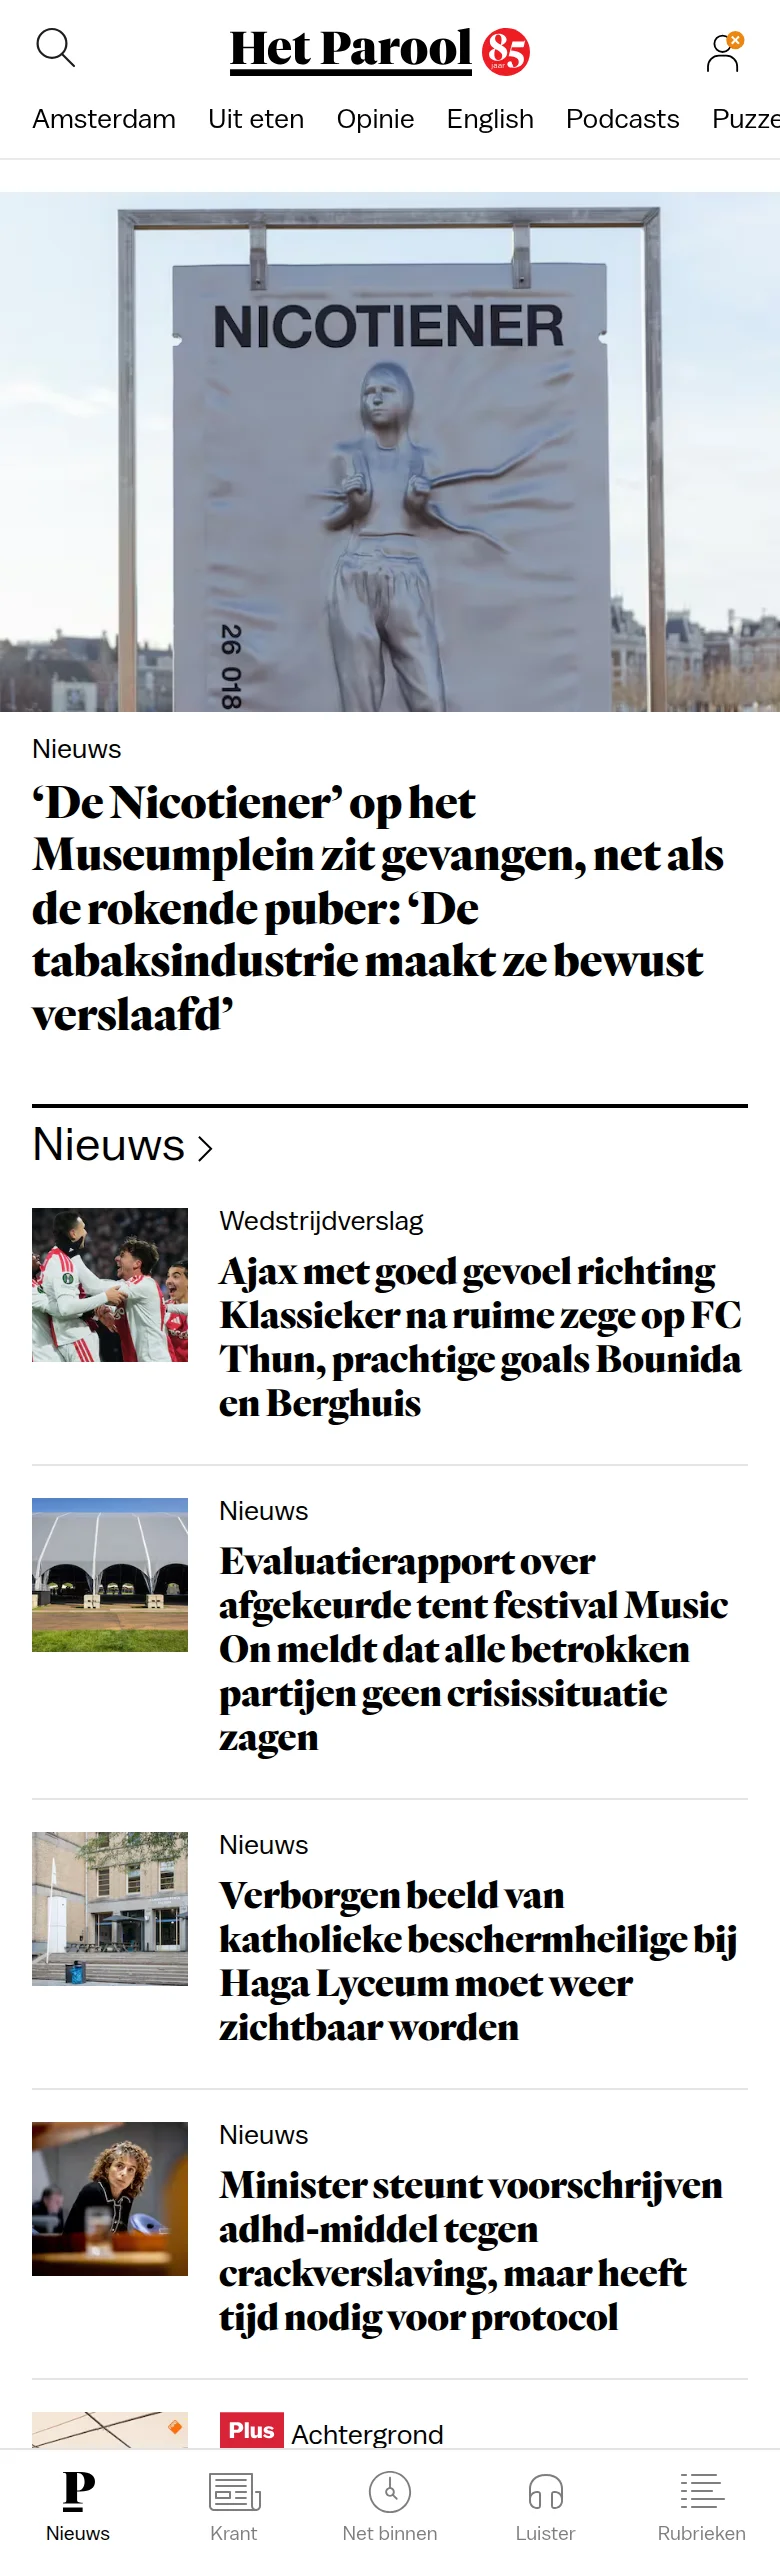 Het Parool 85 jaar
Amsterdam Uit eten Opinie English Podcasts Puzze
NICOTIENER
26 018
Nieuws
‘De Nicotiener’ op het
Museumplein zit gevangen, net als
de rokende puber: ‘De
tabaksindustrie maakt ze bewust
verslaafd’
Nieuws
Wedstrijdverslag
Ajax met goed gevoel richting
Klassieker na ruime zege op FC
Thun, prachtige goals Bounida
en Berghuis
Nieuws
Evaluatierapport over
afgekeurde tent festival Music
On meldt dat alle betrokken
partijen geen crisissituatie
zagen
Nieuws
Verborgen beeld van
katholieke beschermheilige bij
Haga Lyceum moet weer
zichtbaar worden
Nieuws
Minister steunt voorschrijven
adhd-middel tegen
crackverslaving, maar heeft
tijd nodig voor protocol
Plus Achtergrond
P
Nieuws Krant Net binnen Luister Rubrieken